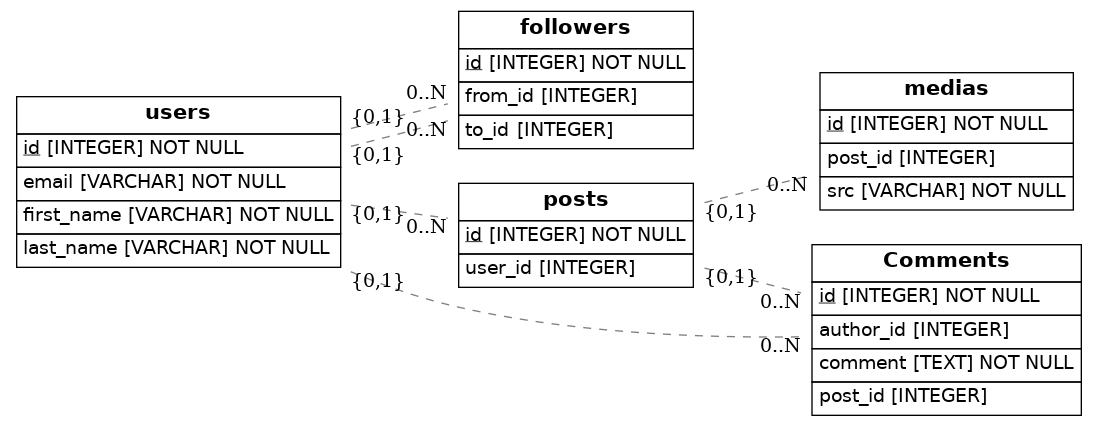 users
id [INTEGER] NOT NULL
email [VARCHAR] NOT NULL
first_name [VARCHAR] NOT NULL
last_name [VARCHAR] NOT NULL
followers
id [INTEGER] NOT NULL
from_id [INTEGER]
to_id [INTEGER]
posts
id [INTEGER] NOT NULL
user_id [INTEGER]
medias
id [INTEGER] NOT NULL
post_id [INTEGER]
src [VARCHAR] NOT NULL
Comments
id [INTEGER] NOT NULL
author_id [INTEGER]
comment [TEXT] NOT NULL
post_id [INTEGER]
0..N
{0,1}
0..N
{0,1}
{0,1}
0..N
{0,1}
0..N
0..N
{0,1}
{0,1}
0..N